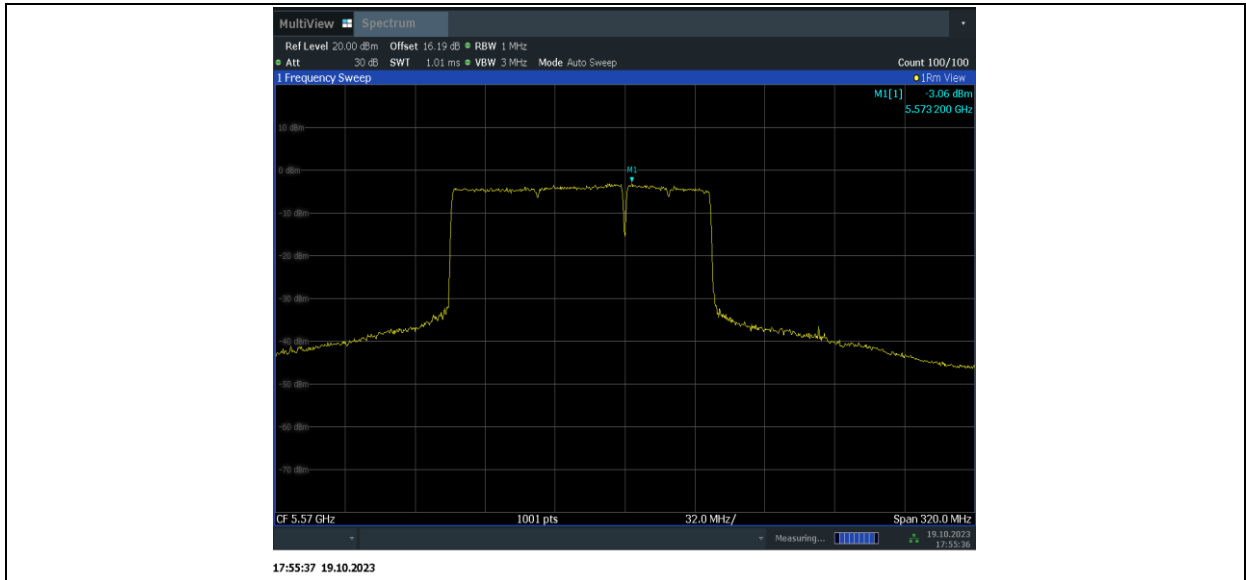 MultiView Spectrum
Ref Level 20.00 dBm Offset 16.19 dB RBW 1 MHz
Att 30 dB SWT 1.01 ms VBW 3 MHz Mode Auto Sweep Count 100/100
1 Frequency Sweep 1Rm View
M1[1] -3.06 dBm
5.573 200 GHz
10 dBm
0 dBm
M1
-10 dBm
-20 dBm
-30 dBm
-40 dBm
-50 dBm
-60 dBm
-70 dBm
CF 5.57 GHz 1001 pts 32.0 MHz/ Span 320.0 MHz
Measuring... 19.10.2023
17:55:36
17:55:37 19.10.2023